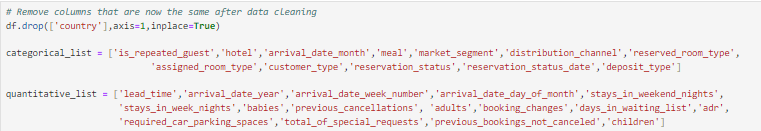 # Remove columns that are now the same after data cleaning
df.drop(['country'],axis=1,inplace=True)
categorical_list = ['is_repeated_guest','hotel','arrival_date_month','meal','market_segment','distribution_channel','reserved_room_type',
'assigned_room_type','customer_type','reservation_status','reservation_status_date','deposit_type']
quantitative_list = ['lead_time','arrival_date_year','arrival_date_week_number','arrival_date_day_of_month','stays_in_weekend_nights',
'stays_in_week_nights','babies','previous_cancellations', 'adults','booking_changes','days_in_waiting_list','adr',
'required_car_parking_spaces','total_of_special_requests','previous_bookings_not_canceled','children']